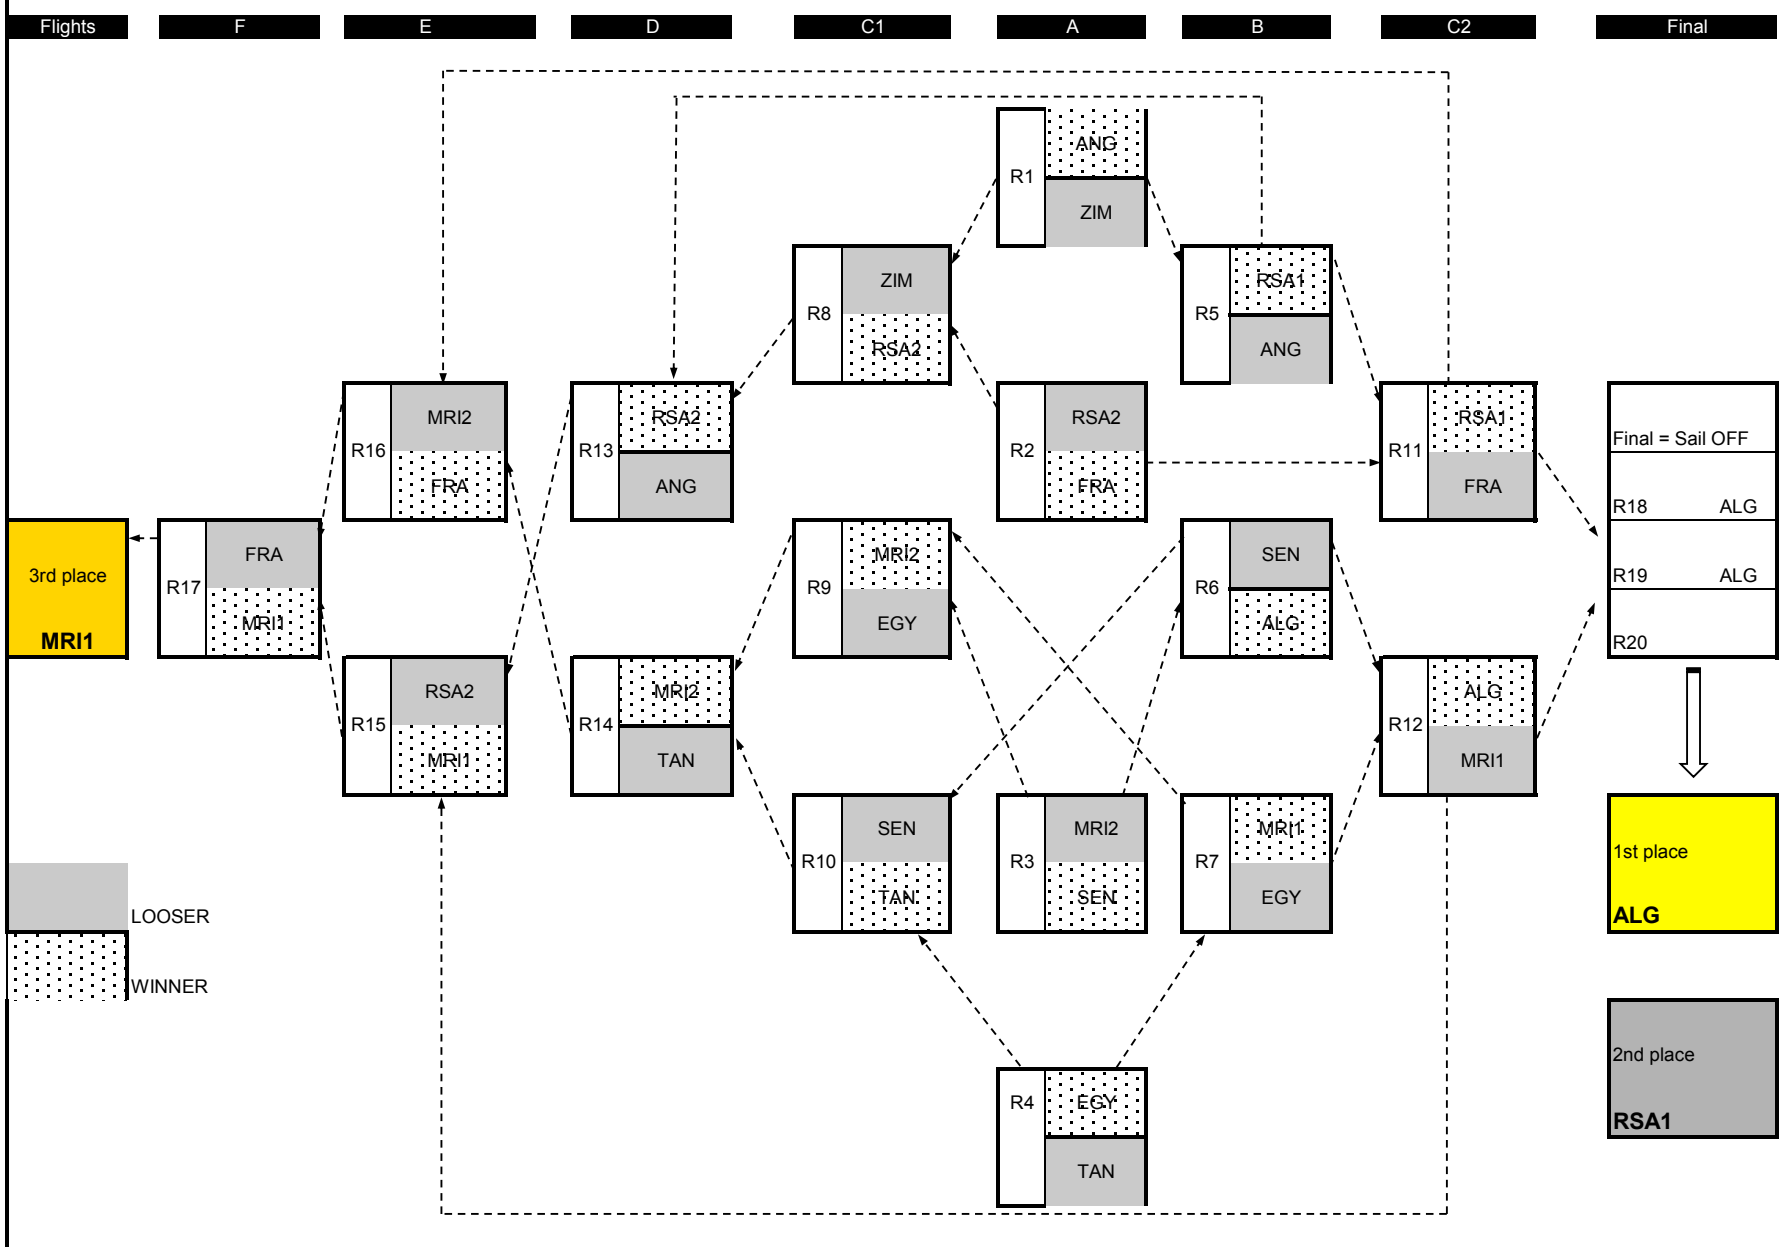 Flights F E D C1 A B C2 Final
ANG
R1
ZIM
ZIM
R8
RSA2
RSA1
R5
ANG
MRI2
R16
FRA
RSA2
R13
ANG
RSA2
R2
FRA
RSA1
R11
FRA
Final = Sail OFF
R18 ALG
R19 ALG
R20
3rd place
MRI1
FRA
R17
MRI1
MRI2
R9
EGY
SEN
R6
ALG
RSA2
R15
MRI1
MRI2
R14
TAN
ALG
R12
MRI1
SEN
R10
TAN
MRI2
R3
SEN
MRI1
R7
EGY
1st place
ALG
LOOSER
WINNER
2nd place
RSA1
EGY
R4
TAN